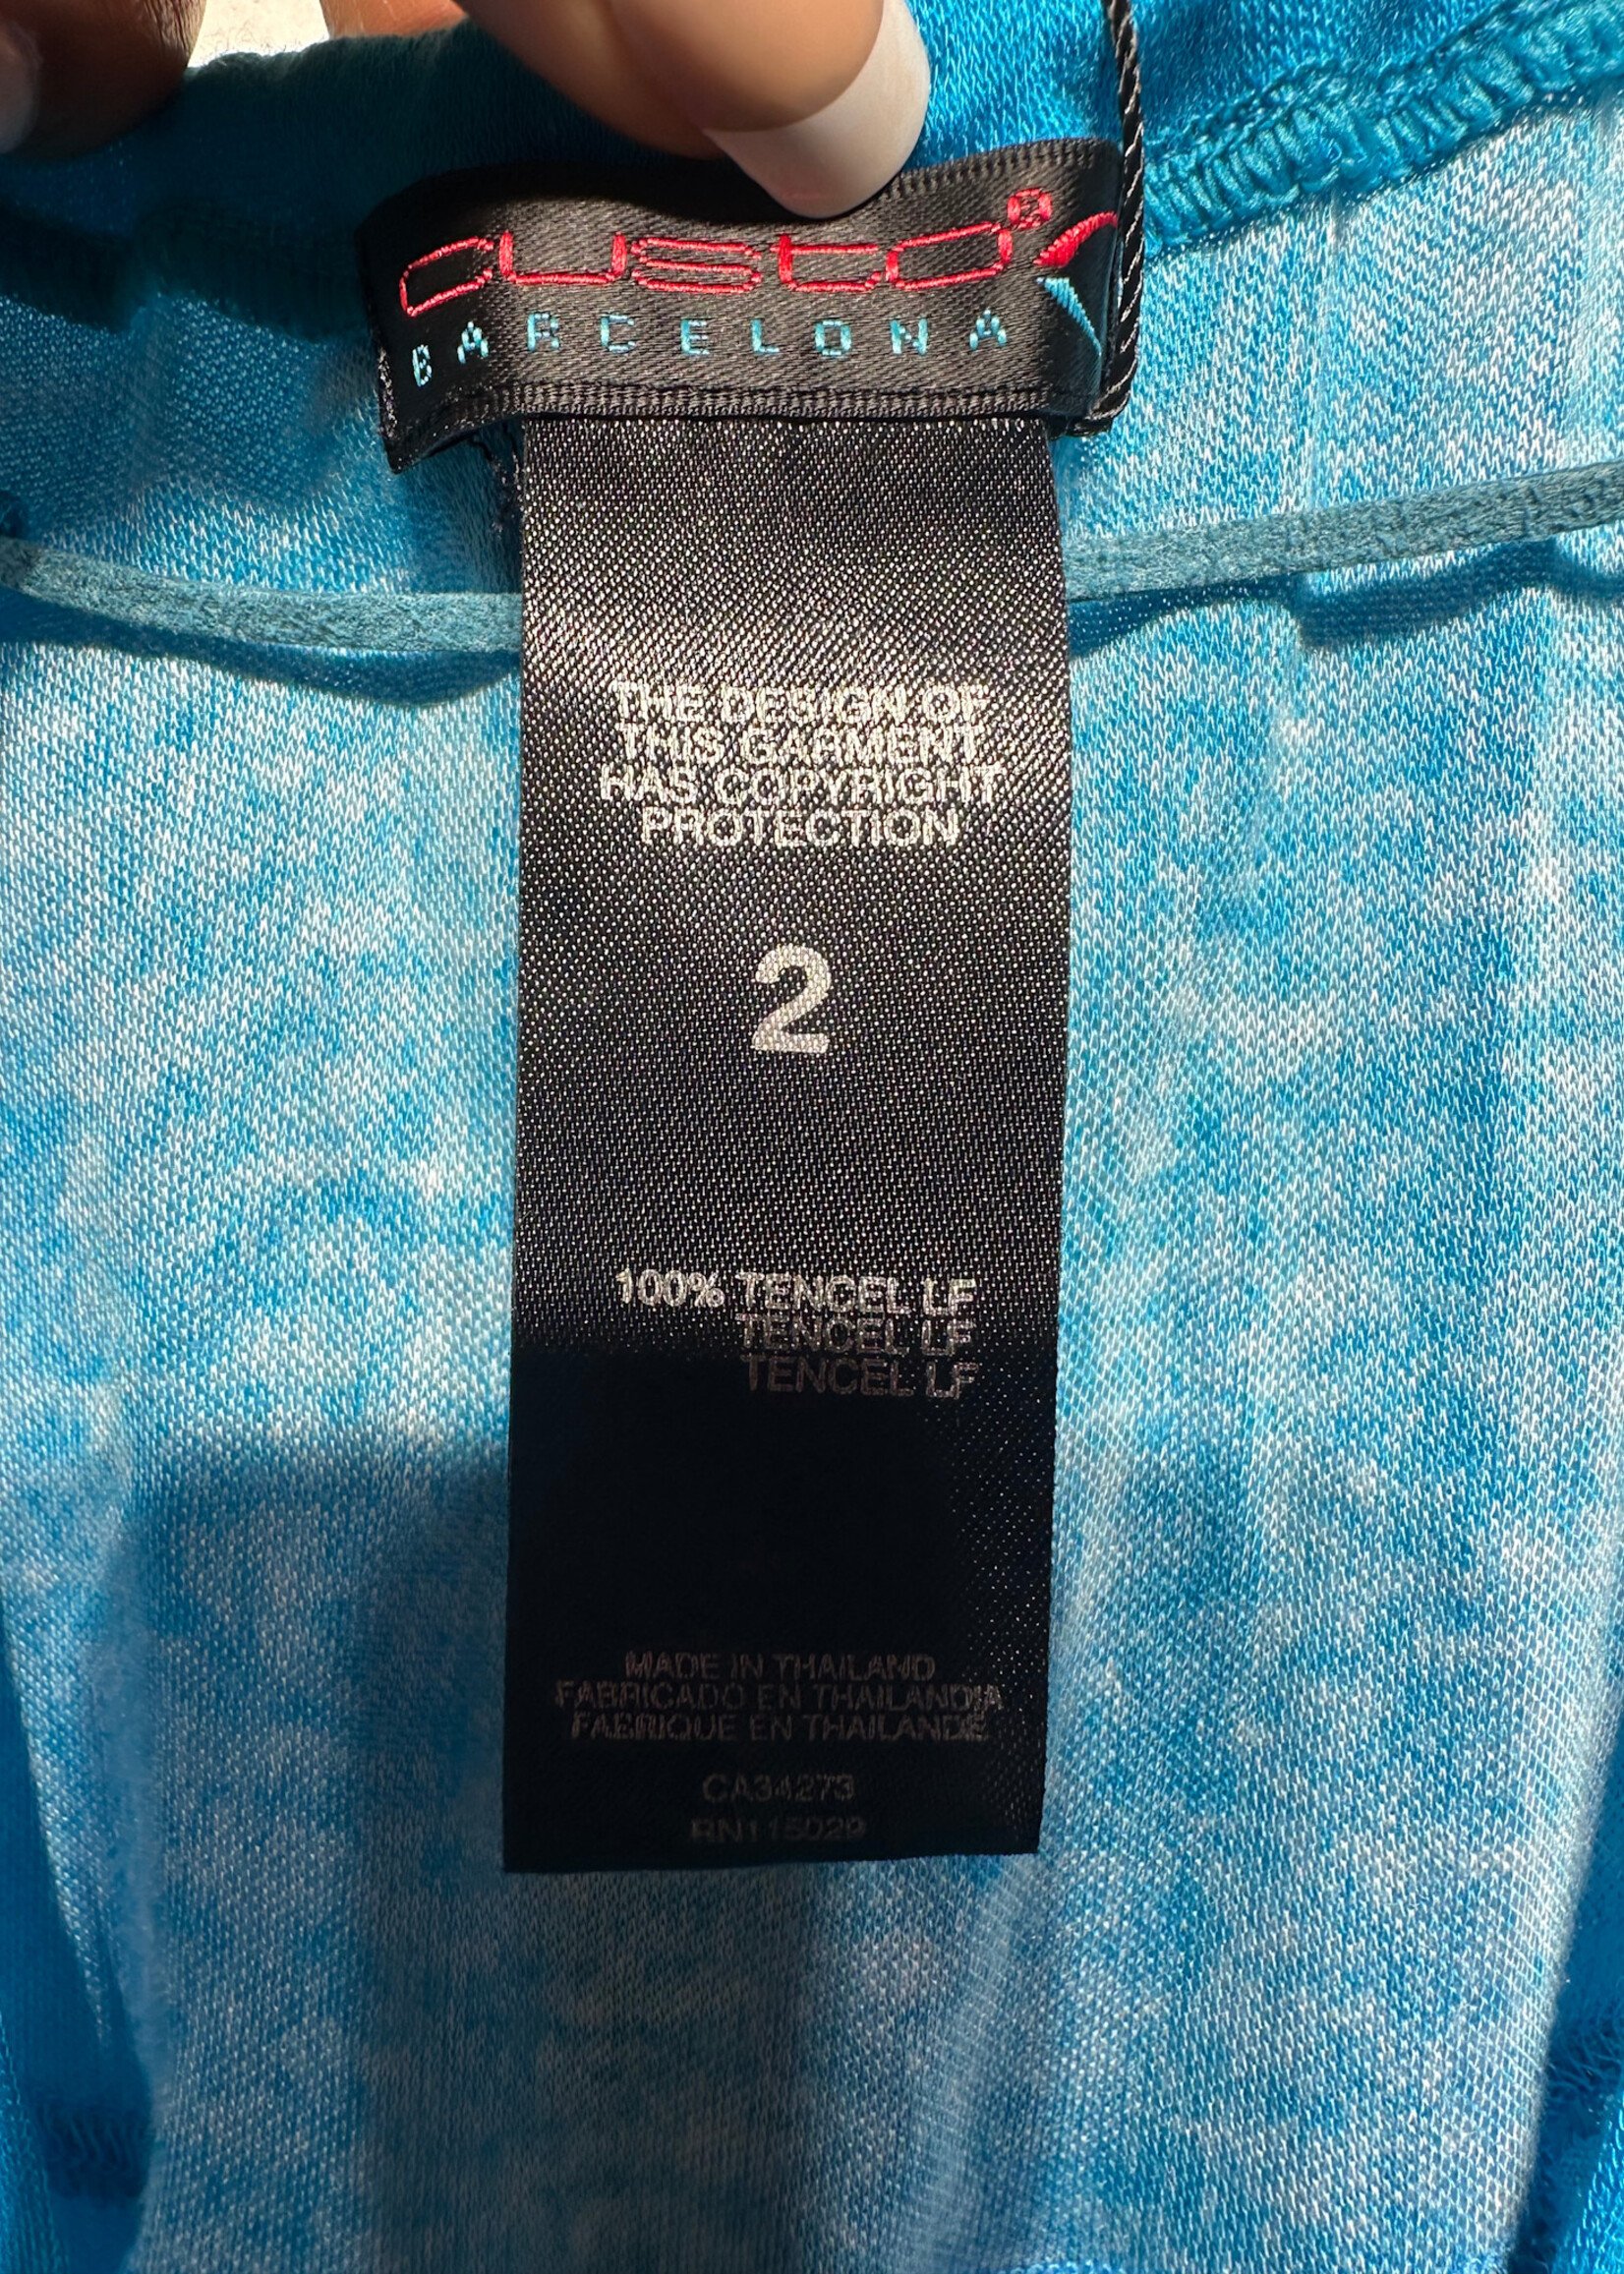 custo®
BARCELONA
THE DESIGN OF
THIS GARMENT
HAS COPYRIGHT
PROTECTION
2
100% TENCEL LF
TENCEL LF
TENCEL LF
MADE IN THAILAND
FABRICADO EN THAILANDIA
FABRIQUE EN THAILANDE
CA34273
RN115029